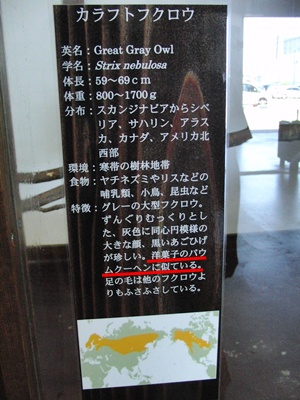 カラフトフクロウ
英名：Great Gray Owl
学名：Strix nebulosa
体長：59～69ｃｍ
体重：800～1700ｇ
分布：スカンジナビアからシベ
リア、サハリン、アラス
カ、カナダ、アメリカ北
西部
環境：寒帯の樹林地帯
食物：ヤチネズミやリスなどの
哺乳類、小鳥、昆虫など
特徴：グレーの大型フクロウ。
ずんぐりむっくりとし
た、灰色に同心円模様の
大きな顔、黒いあごひげ
が珍しい。洋菓子のバウ
ムクーヘンに似ている。
足の毛は他のフクロウよ
りもふさふさしている。